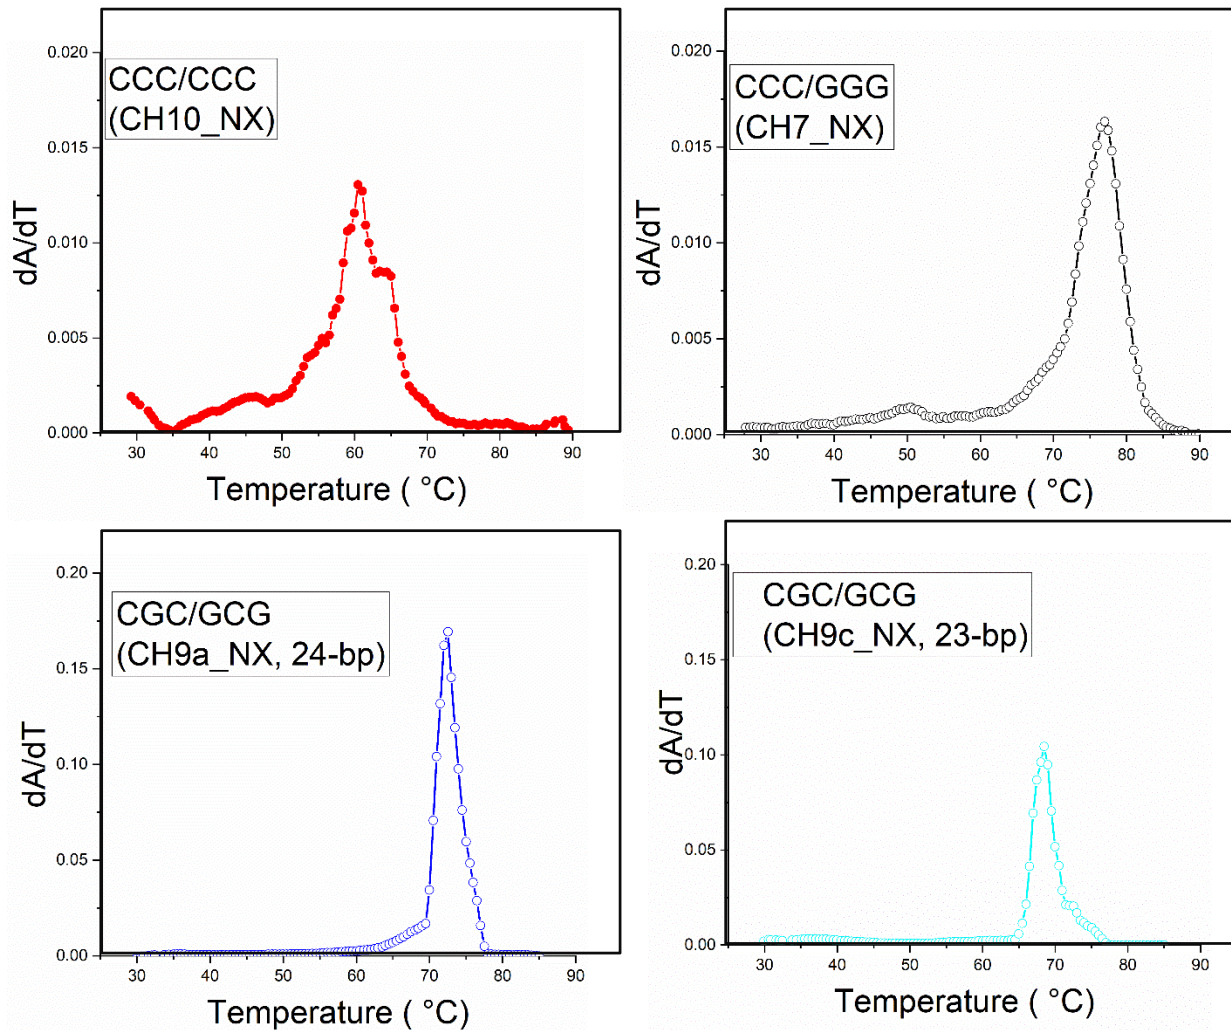 0.020
0.015
0.010
0.005
0.000
dA/dT
CCC/CCC
(CH10_NX)
30 40 50 60 70 80 90
Temperature ( °C)
0.020
0.015
0.010
0.005
0.000
dA/dT
CCC/GGG
(CH7_NX)
30 40 50 60 70 80 90
Temperature ( °C)
0.20
0.15
0.10
0.05
0.00
dA/dT
CGC/GCG
(CH9a_NX, 24-bp)
30 40 50 60 70 80 90
Temperature ( °C)
0.20
0.15
0.10
0.05
0.00
dA/dT
CGC/GCG
(CH9c_NX, 23-bp)
30 40 50 60 70 80 90
Temperature ( °C)